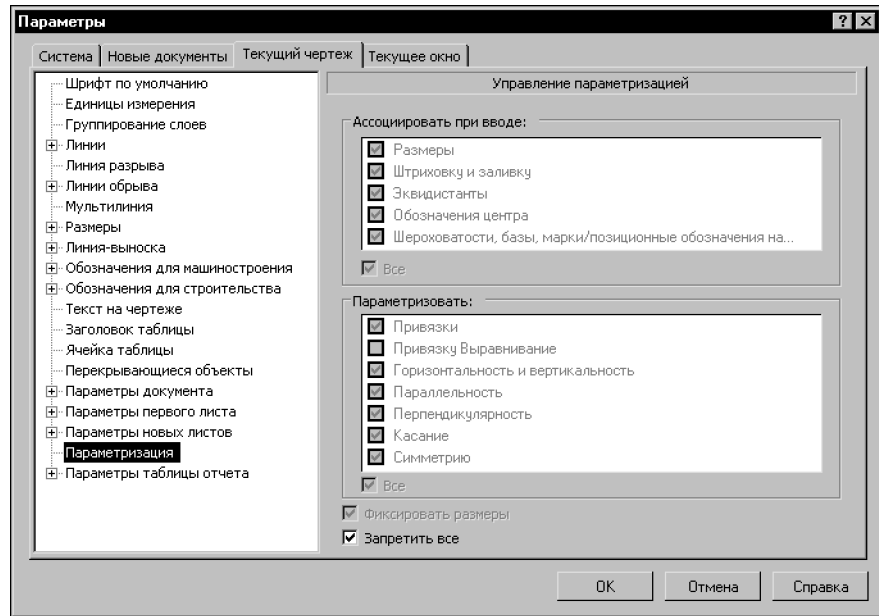 Параметры
Система Новые документы Текущий чертеж Текущее окно
Шрифт по умолчанию
Единицы измерения
Группирование слоев
Линии
Линия разрыва
Линии обрыва
Мультилиния
Размеры
Линия-выноска
Обозначения для машиностроения
Обозначения для строительства
Текст на чертеже
Заголовок таблицы
Ячейка таблицы
Перекрывающиеся объекты
Параметры документа
Параметры первого листа
Параметры новых листов
Параметризация
Параметры таблицы отчета
Управление параметризацией
Ассоциировать при вводе:
Размеры
Штриховку и заливку
Эквидистанты
Обозначения центра
Шероховатости, базы, марки/позиционные обозначения на...
Все
Параметризовать:
Привязки
Привязку Выравнивание
Горизонтальность и вертикальность
Параллельность
Перпендикулярность
Касание
Симметрию
Все
Фиксировать размеры
Запретить все
OK Отмена Справка